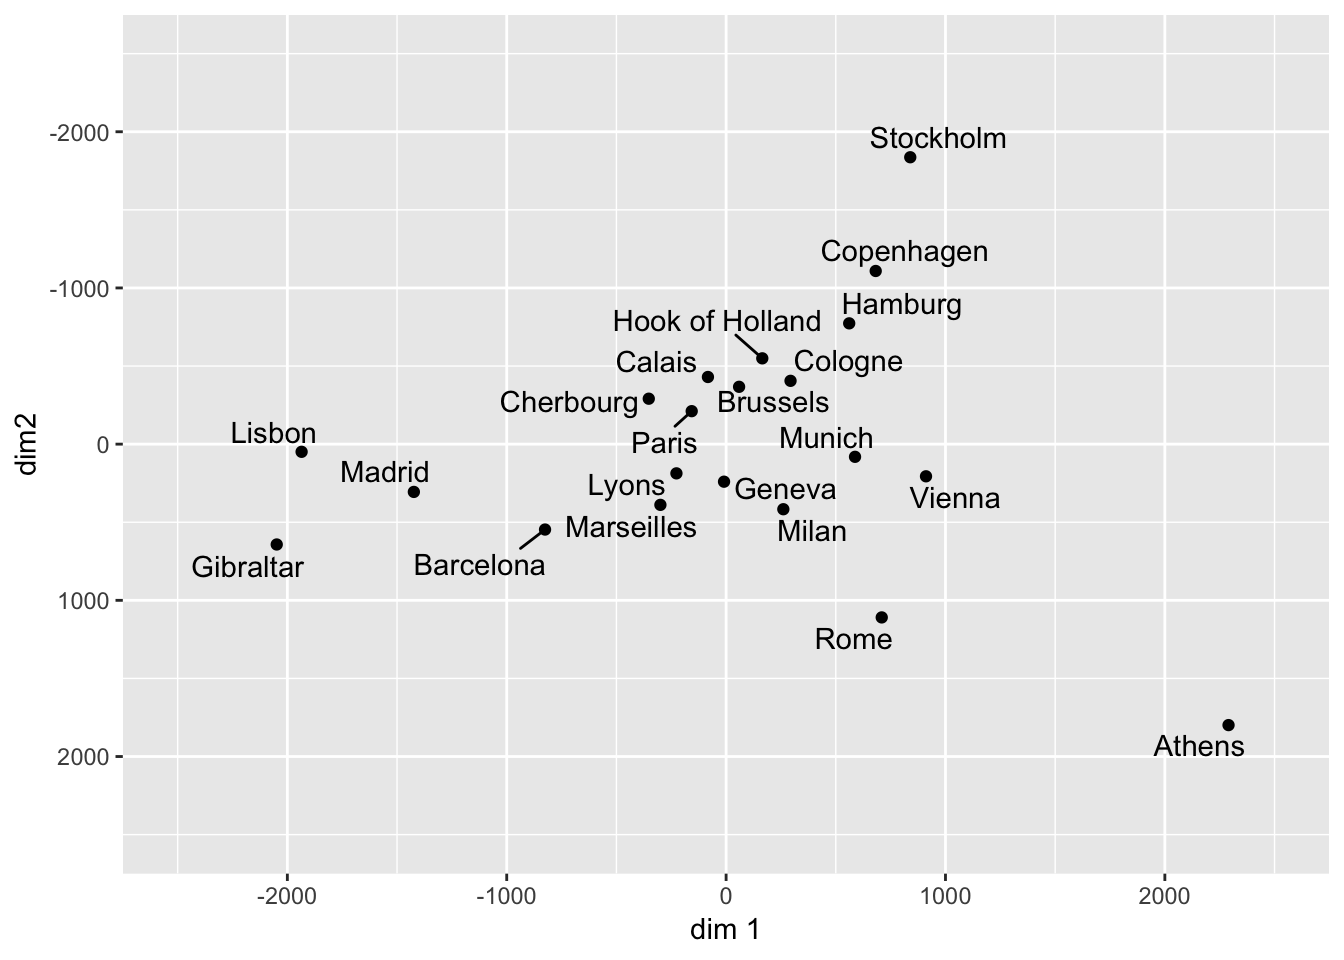 Stockholm
-2000
Copenhagen
-1000
Hamburg
Hook of Holland
Calais
Cologne
Cherbourg
Brussels
Lisbon
Paris
Munich
0
dim2
Madrid
Lyons
Geneva
Vienna
Marseilles
Milan
Gibraltar
Barcelona
1000
Rome
Athens
2000
-2000
-1000
0
1000
2000
dim 1